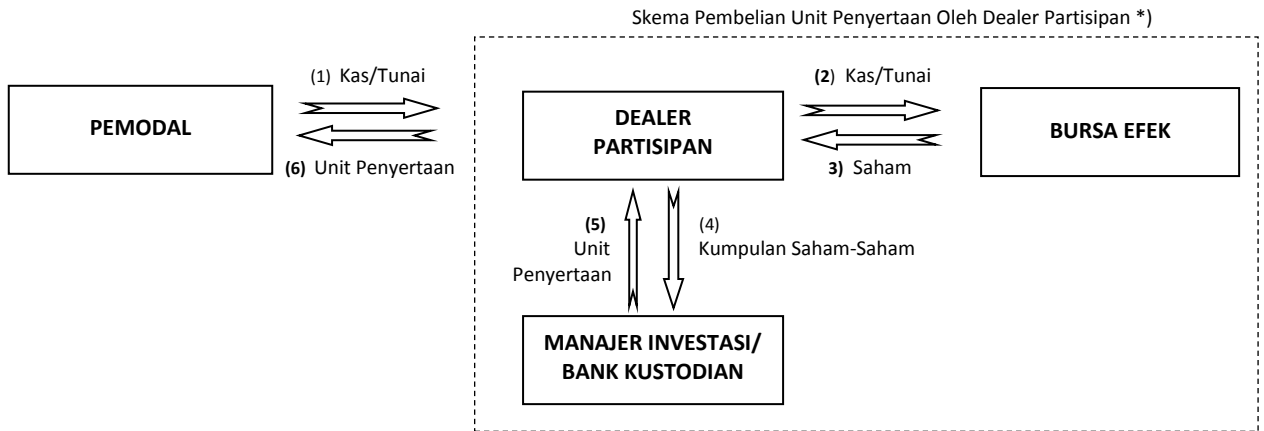 Skema Pembelian Unit Penyertaan Oleh Dealer Partisipan *)
(1) Kas/Tunai
PEMODAL
(6) Unit Penyertaan
DEALER
PARTISIPAN
(2) Kas/Tunai
3) Saham
BURSA EFEK
(5)
Unit
Penyertaan
(4)
Kumpulan Saham-Saham
MANAJER INVESTASI/
BANK KUSTODIAN